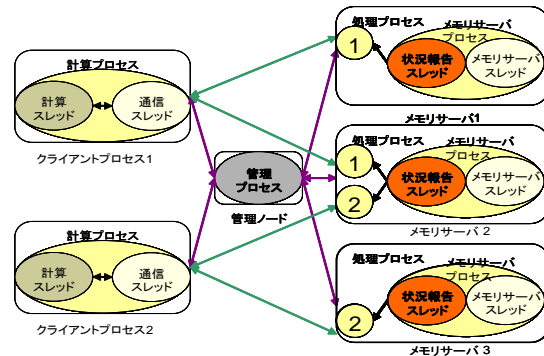 計算プロセス
計算
スレッド
通信
スレッド
クライアントプロセス1
計算プロセス
計算
スレッド
通信
スレッド
クライアントプロセス2
管理
プロセス
管理ノード
処理プロセス
1
メモリサーバ
プロセス
状況報告
スレッド
メモリサーバ
スレッド
メモリサーバ1
処理プロセス
1
2
メモリサーバ
プロセス
状況報告
スレッド
メモリサーバ
スレッド
メモリサーバ 2
処理プロセス
2
メモリサーバ
プロセス
状況報告
スレッド
メモリサーバ
スレッド
メモリサーバ 3